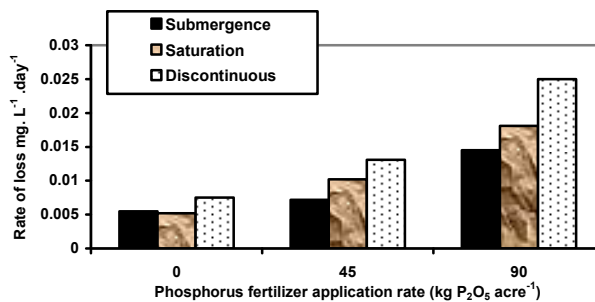 Submergence
Saturation
Discontinuous
Rate of loss mg. L⁻¹ .day⁻¹
0.03
0.025
0.02
0.015
0.01
0.005
0
0 45 90
Phosphorus fertilizer application rate (kg P₂O₅ acre⁻¹)